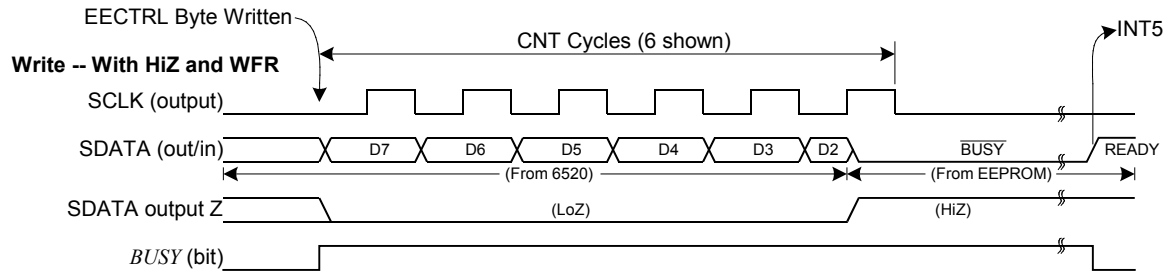 EECTRL Byte Written
INT5
CNT Cycles (6 shown)
Write -- With HiZ and WFR
SCLK (output)
SDATA (out/in)
D7
D6
D5
D4
D3
D2
BUSY
READY
(From 6520)
(From EEPROM)
SDATA output Z
(LoZ)
(HiZ)
BUSY (bit)